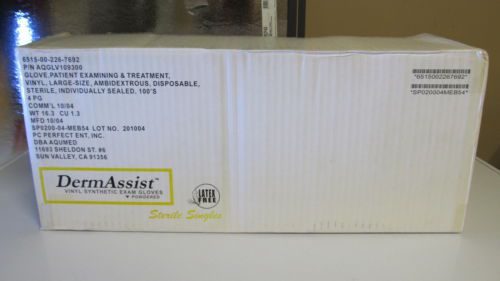 6515-00-226-7692
P/N AQGLV109300
GLOVE,PATIENT EXAMINING & TREATMENT,
VINYL, LARGE-SIZE, AMBIDEXTROUS, DISPOSABLE,
STERILE, INDIVIDUALLY SEALED, 100'S
4 PG
COMM'L 10/04
WT 16.3 CU 1.3
MFD 10/04
SP0200-04-MEB54 LOT NO. 201004
PC PERFECT ENT, INC.
DBA AQUMED
11693 SHELDON ST. #6
SUN VALLEY, CA 91356
*6515002267692*
*SP020004MEB54*
DermAssist™
VINYL SYNTHETIC EXAM GLOVES
POWDERED
LATEX
FREE
Sterile Singles